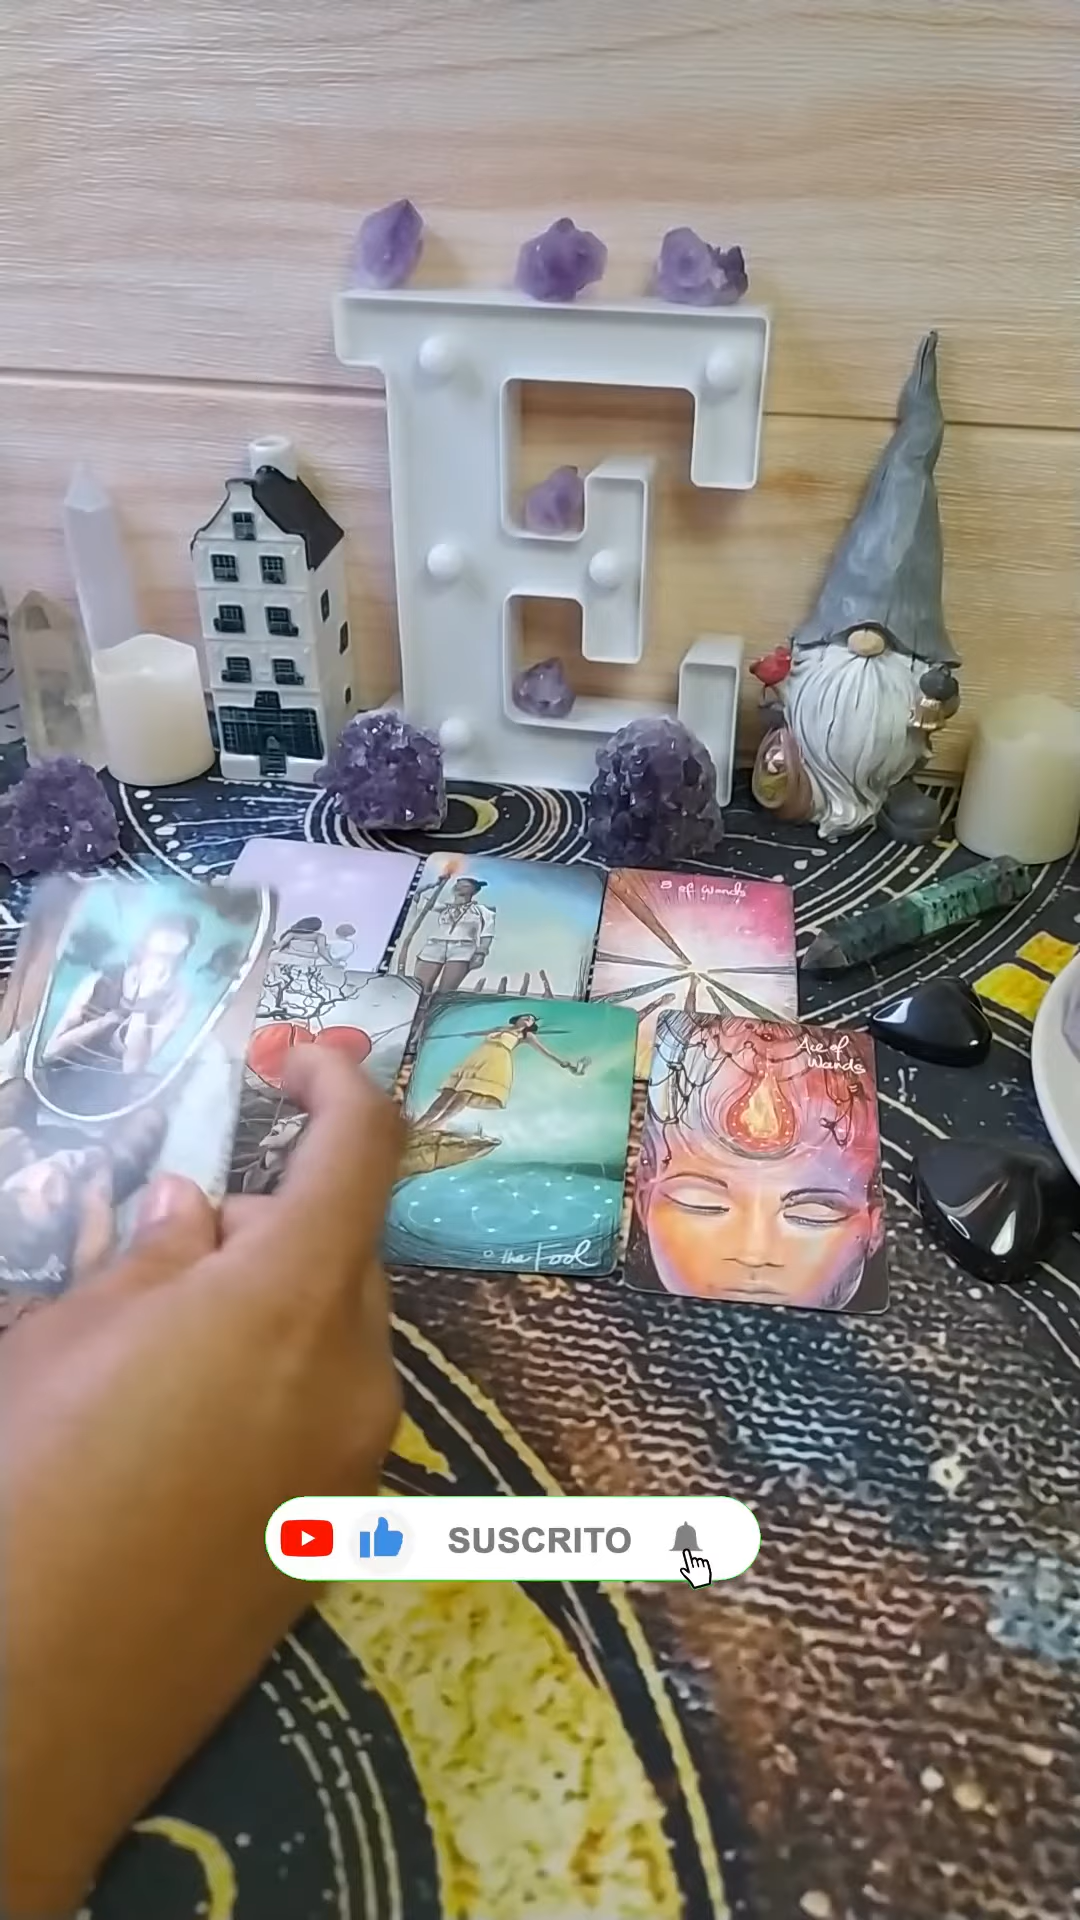 E
8 of Wands
Ace of
Wands
0 the Fool
SUSCRITO